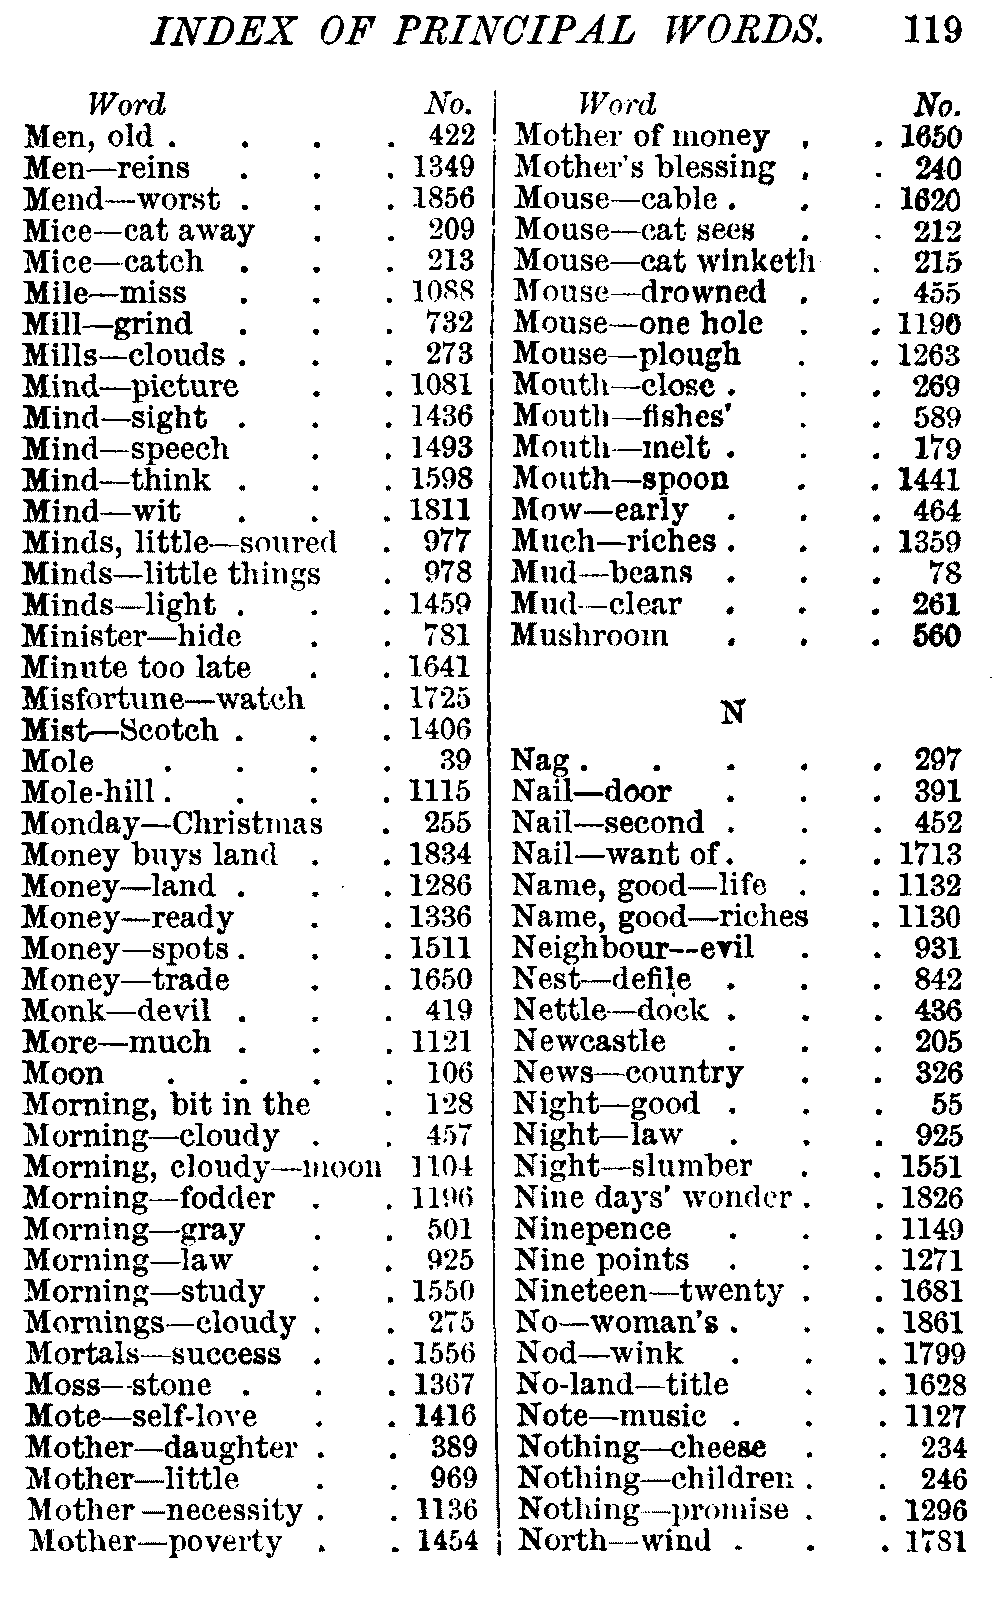 INDEX OF PRINCIPAL WORDS. 119
Word No.
Men, old . . . . 422
Men—reins . . . 1349
Mend—worst . . . 1856
Mice—cat away . . 209
Mice—catch . . . 213
Mile—miss . . . 1088
Mill—grind . . . 732
Mills—clouds . . . 273
Mind—picture . . 1081
Mind—sight . . . 1436
Mind—speech . . 1493
Mind—think . . . 1598
Mind—wit . . . 1811
Minds, little—soured . 977
Minds—little things . 978
Minds—light . . . 1459
Minister—hide . . 781
Minute too late . . 1641
Misfortune—watch . 1725
Mist—Scotch . . . 1406
Mole . . . . 39
Mole-hill . . . . 1115
Monday—Christmas . 255
Money buys land . . 1834
Money—land . . . 1286
Money—ready . . 1336
Money—spots . . . 1511
Money—trade . . 1650
Monk—devil . . . 419
More—much . . . 1121
Moon . . . . 106
Morning, bit in the . 128
Morning—cloudy . . 457
Morning, cloudy—moon 1104
Morning—fodder . . 1196
Morning—gray . . 501
Morning—law . . 925
Morning—study . . 1550
Mornings—cloudy . . 275
Mortals—success . . 1556
Moss—stone . . . 1367
Mote—self-love . . 1416
Mother—daughter . . 389
Mother—little . . 969
Mother—necessity . . 1136
Mother—poverty . . 1454
Word No.
Mother of money . . 1650
Mother's blessing . . 240
Mouse—cable . . . 1620
Mouse—cat sees . . 212
Mouse—cat winketh . 215
Mouse—drowned . . 455
Mouse—one hole . . 1190
Mouse—plough . . 1263
Mouth—close . . . 269
Mouth—fishes' . . 589
Mouth—melt . . . 179
Mouth—spoon . . 1441
Mow—early . . . 464
Much—riches . . . 1359
Mud—beans . . . 78
Mud—clear . . . 261
Mushroom . . . 560
N
Nag . . . . . 297
Nail—door . . . 391
Nail—second . . . 452
Nail—want of . . . 1713
Name, good—life . . 1132
Name, good—riches . 1130
Neighbour—evil . . 931
Nest—defile . . . 842
Nettle—dock . . . 436
Newcastle . . . 205
News—country . . 326
Night—good . . . 55
Night—law . . . 925
Night—slumber . . 1551
Nine days' wonder . . 1826
Ninepence . . . 1149
Nine points . . . 1271
Nineteen—twenty . . 1681
No—woman's . . . 1861
Nod—wink . . . 1799
No-land—title . . 1628
Note—music . . . 1127
Nothing—cheese . . 234
Nothing—children . . 246
Nothing—promise . . 1296
North—wind . . . 1781